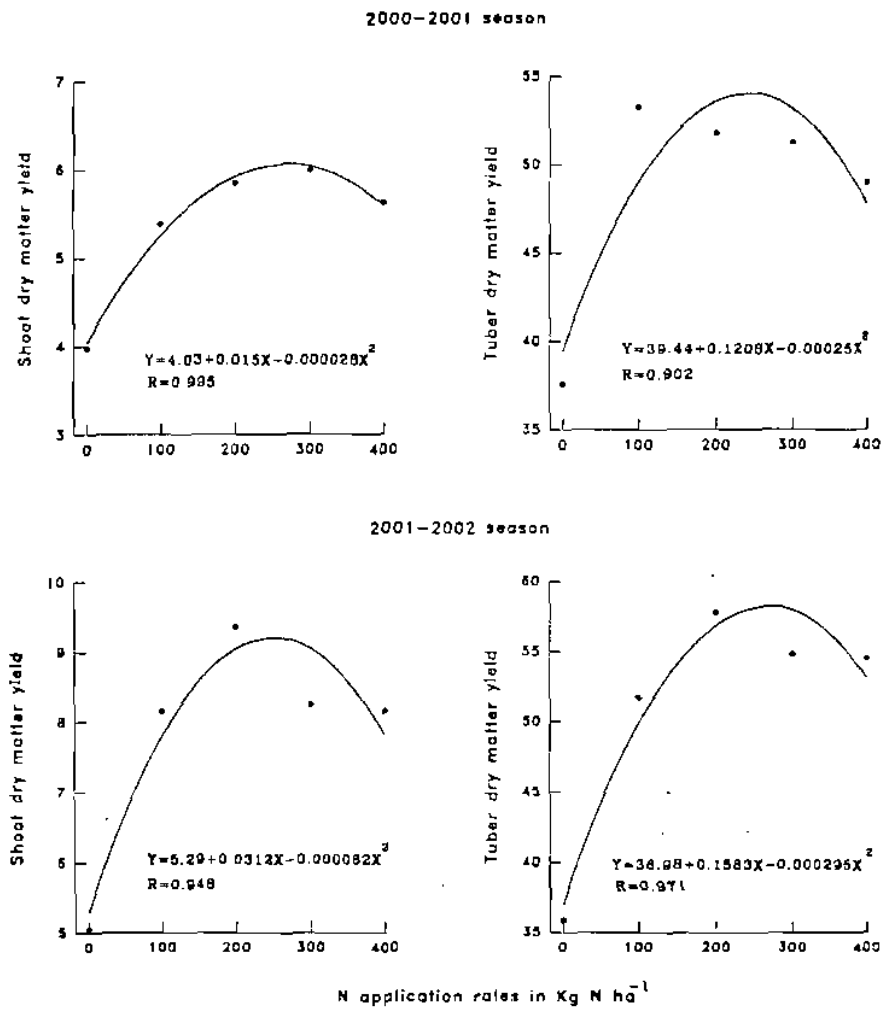 2000-2001 season
7
6
5
4
3
Shoot dry matter yield
Y=4.03+0.015X-0.000028X²
R=0.995
0 100 200 300 400
55
50
45
40
35
Tuber dry matter yield
Y=39.44+0.1206X-0.00025X²
R=0.902
0 100 200 300 400
2001-2002 season
10
9
8
7
6
5
Shoot dry matter yield
Y=5.29+0.0312X-0.000062X²
R=0.948
0 100 200 300 400
60
55
50
45
40
35
Tuber dry matter yield
Y=36.98+0.1583X-0.000295X²
R=0.971
0 100 200 300 400
N application rates in Kg N ha⁻¹